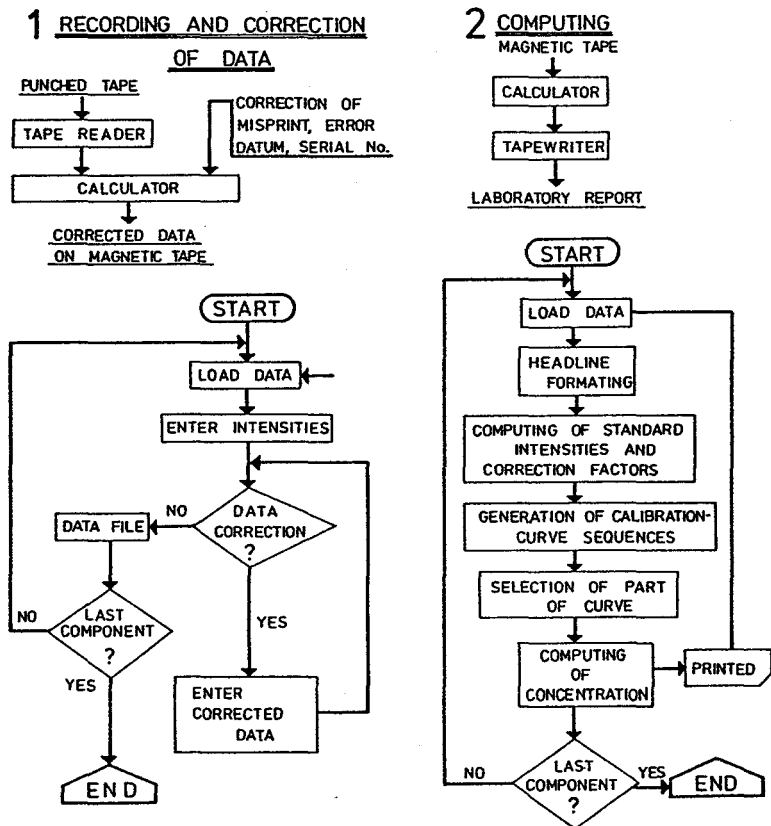 1 RECORDING AND CORRECTION
OF DATA
PUNCHED TAPE
TAPE READER
CORRECTION OF
MISPRINT, ERROR
DATUM, SERIAL No.
CALCULATOR
CORRECTED DATA
ON MAGNETIC TAPE
START
LOAD DATA
ENTER INTENSITIES
DATA
CORRECTION
?
NO
DATA FILE
YES
LAST
COMPONENT
?
NO
YES
ENTER
CORRECTED
DATA
END
2 COMPUTING
MAGNETIC TAPE
CALCULATOR
TAPEWRITER
LABORATORY REPORT
START
LOAD DATA
HEADLINE
FORMATING
COMPUTING OF STANDARD
INTENSITIES AND
CORRECTION FACTORS
GENERATION OF CALIBRATION-
CURVE SEQUENCES
SELECTION OF PART
OF CURVE
COMPUTING
OF
CONCENTRATION
PRINTED
LAST
COMPONENT
?
NO
YES
END